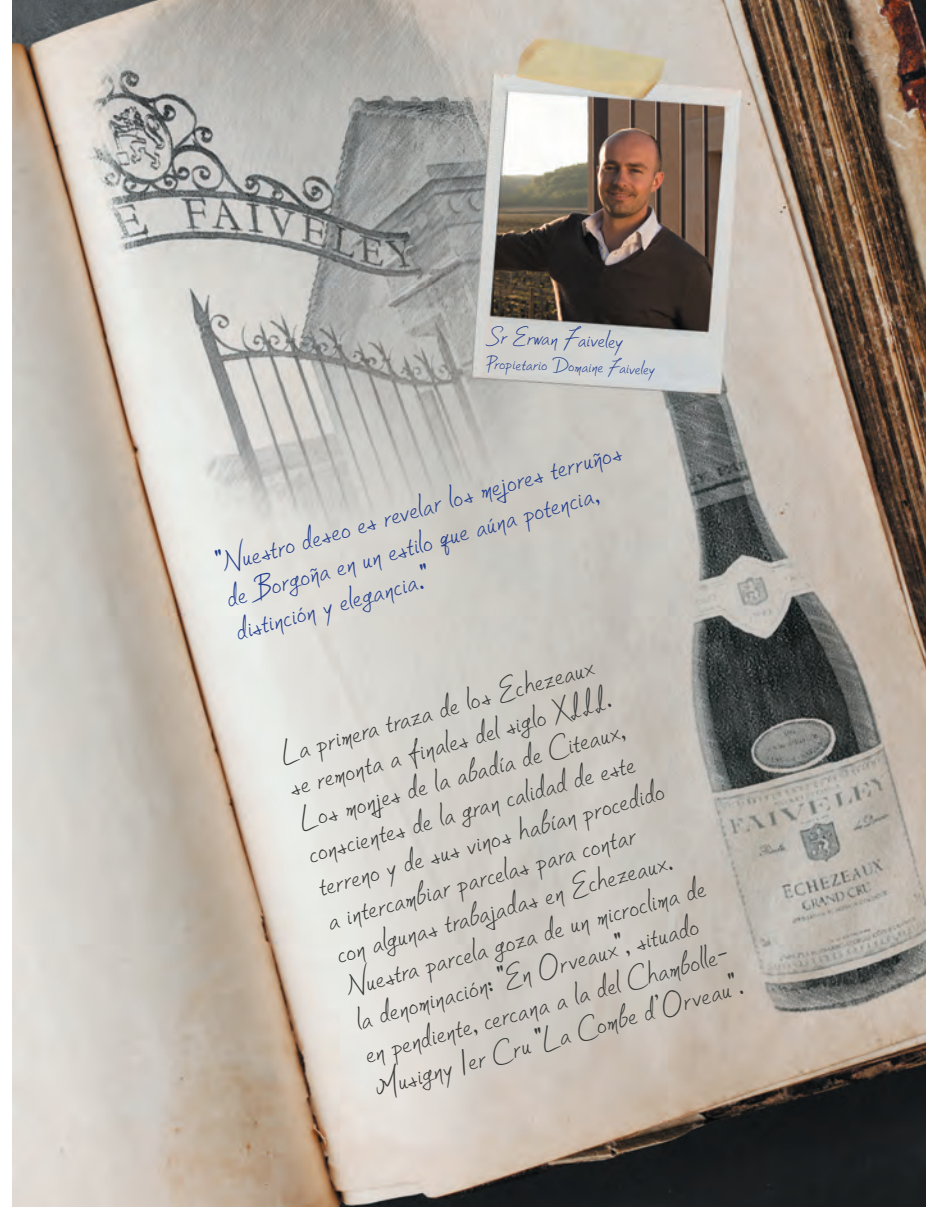 E FAIVELEY
Sr Erwan Faiveley
Propietario Domaine Faiveley
"Nuestro deseo es revelar los mejores terruños
de Borgoña en un estilo que aúna potencia,
distinción y elegancia."
La primera traza de los Echezeaux
se remonta a finales del siglo XIII.
Los monjes de la abadía de Citeaux,
conscientes de la gran calidad de este
terreno y de sus vinos habían procedido
a intercambiar parcelas para contar
con algunas trabajadas en Echezeaux.
Nuestra parcela goza de un microclima de
la denominación: "En Orveaux", situado
en pendiente, cercana a la del Chambolle-
Musigny 1er Cru "La Combe d'Orveau".
FAIVELEY
ECHEZEAUX
GRAND CRU